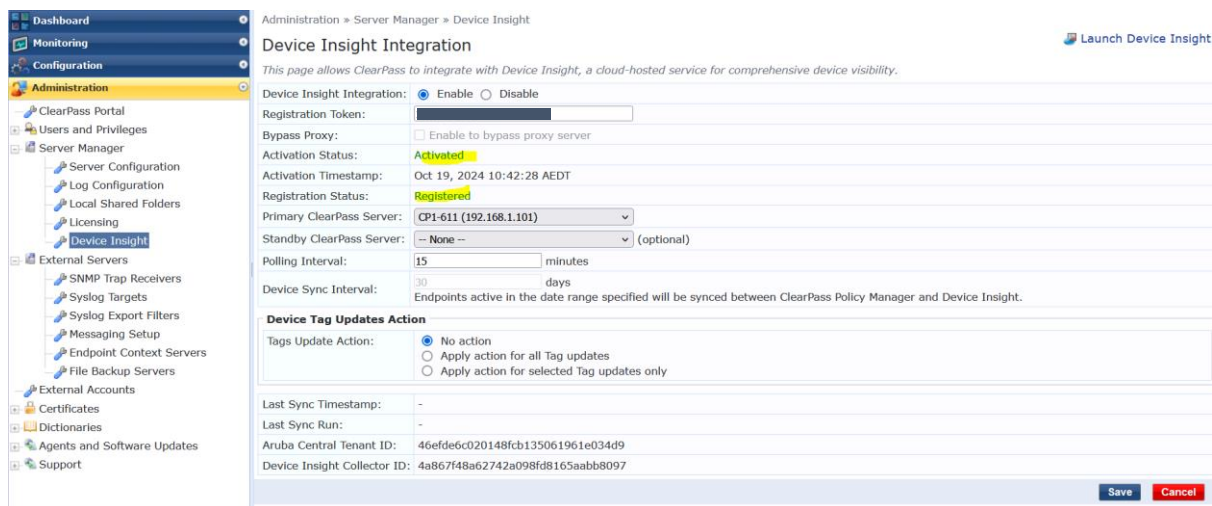 Dashboard
Monitoring
Configuration
Administration
ClearPass Portal
Users and Privileges
Server Manager
Server Configuration
Log Configuration
Local Shared Folders
Licensing
Device Insight
External Servers
SNMP Trap Receivers
Syslog Targets
Syslog Export Filters
Messaging Setup
Endpoint Context Servers
File Backup Servers
External Accounts
Certificates
Dictionaries
Agents and Software Updates
Support
Administration » Server Manager » Device Insight
Device Insight Integration
Launch Device Insight
This page allows ClearPass to integrate with Device Insight, a cloud-hosted service for comprehensive device visibility.
Device Insight Integration: Enable Disable
Registration Token:
Bypass Proxy: Enable to bypass proxy server
Activation Status: Activated
Activation Timestamp: Oct 19, 2024 10:42:28 AEDT
Registration Status: Registered
Primary ClearPass Server: CP1-611 (192.168.1.101)
Standby ClearPass Server: -- None -- (optional)
Polling Interval: 15 minutes
Device Sync Interval: 30 days
Endpoints active in the date range specified will be synced between ClearPass Policy Manager and Device Insight.
Device Tag Updates Action
Tags Update Action: No action
Apply action for all Tag updates
Apply action for selected Tag updates only
Last Sync Timestamp: -
Last Sync Run: -
Aruba Central Tenant ID: 46efde6c020148fcb135061961e034d9
Device Insight Collector ID: 4a867f48a62742a098fd8165aabb8097
Save Cancel